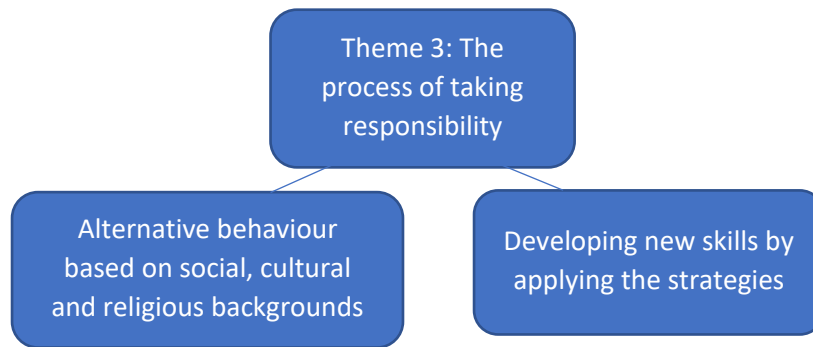 Theme 3: The
process of taking
responsibility
Alternative behaviour
based on social, cultural
and religious backgrounds
Developing new skills by
applying the strategies